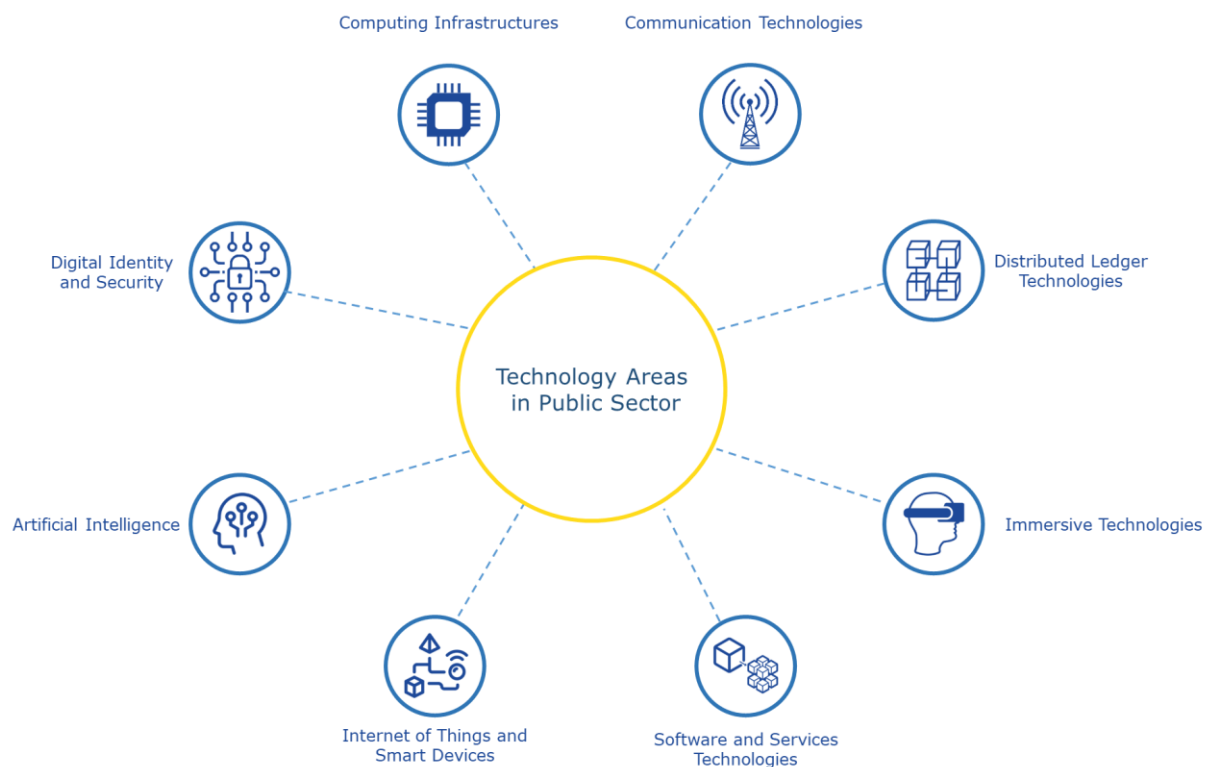 Computing Infrastructures
Communication Technologies
Digital Identity
and Security
Distributed Ledger
Technologies
Technology Areas
in Public Sector
Artificial Intelligence
Immersive Technologies
Internet of Things and
Smart Devices
Software and Services
Technologies